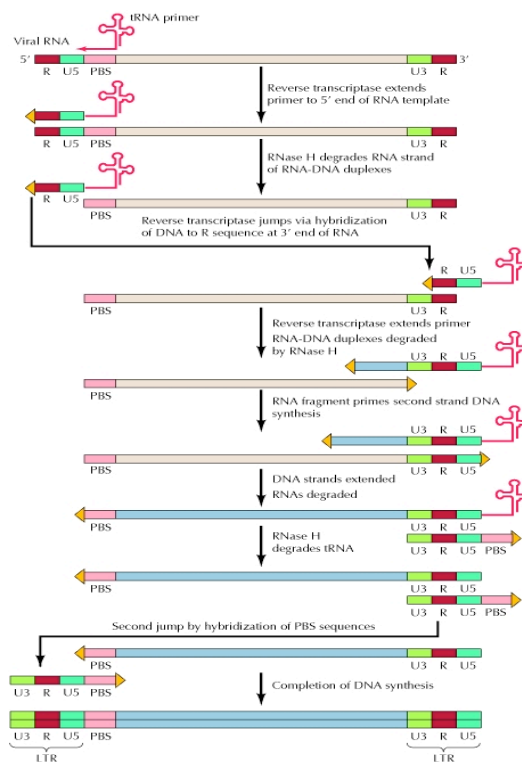 tRNA primer
Viral RNA
5′ 3′
R U5 PBS U3 R
Reverse transcriptase extends
primer to 5′ end of RNA template
R U5 PBS U3 R
RNase H degrades RNA strand
of RNA-DNA duplexes
R U5 PBS U3 R
Reverse transcriptase jumps via hybridization
of DNA to R sequence at 3′ end of RNA
R U5
PBS U3 R
Reverse transcriptase extends primer
RNA-DNA duplexes degraded
by RNase H
U3 R U5
PBS
RNA fragment primes second strand DNA
synthesis
U3 R U5
PBS U3 R U5
DNA strands extended
RNAs degraded
PBS U3 R U5
U3 R U5 PBS
RNase H
degrades tRNA
PBS U3 R U5
U3 R U5 PBS
Second jump by hybridization of PBS sequences
PBS U3 R U5
U3 R U5 PBS
Completion of DNA synthesis
U3 R U5 PBS U3 R U5
LTR LTR